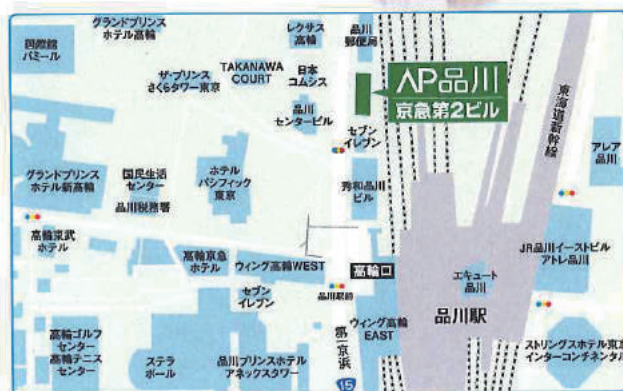 グランドプリンス
ホテル高輪
レクサス
高輪
品川
郵便局
国際館
パミール
TAKANAWA
COURT
日本
コムシス
ザ・プリンス
さくらタワー東京
AP品川
京急第2ビル
東海道新幹線
品川
センタービル
セブン
イレブン
アレア
品川
グランドプリンス
ホテル新高輪
国民生活
センター
品川税務署
ホテル
パシフィック
東京
秀和品川
ビル
高輪東武
ホテル
高輪京急
ホテル
ウィング高輪WEST
高輪口
エキュート
品川
JR品川イーストビル
アトレ品川
セブン
イレブン
品川駅前
品川駅
第一京浜
ウィング高輪
EAST
高輪ゴルフ
センター
高輪テニス
センター
ステラ
ボール
品川プリンスホテル
アネックスタワー
15
ストリングスホテル東京
インターコンチネンタル